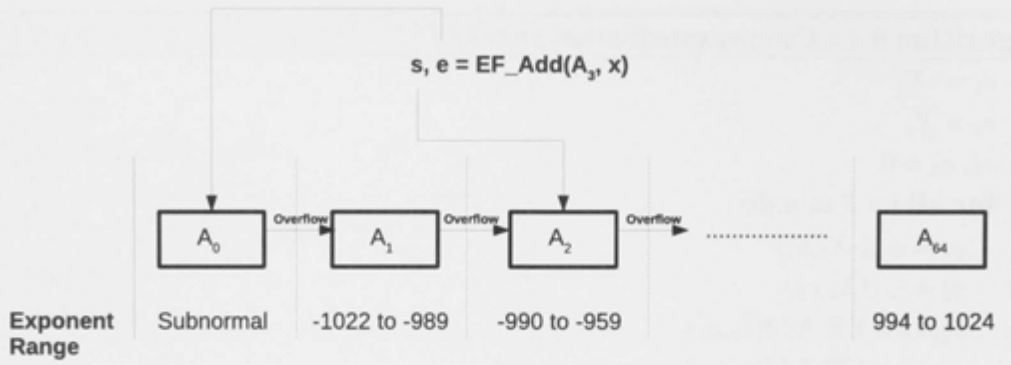 s, e = EF_Add(A₃, x)
Overflow Overflow Overflow
A₀ A₁ A₂ ........................ A₆₄
Exponent Range Subnormal -1022 to -989 -990 to -959 994 to 1024